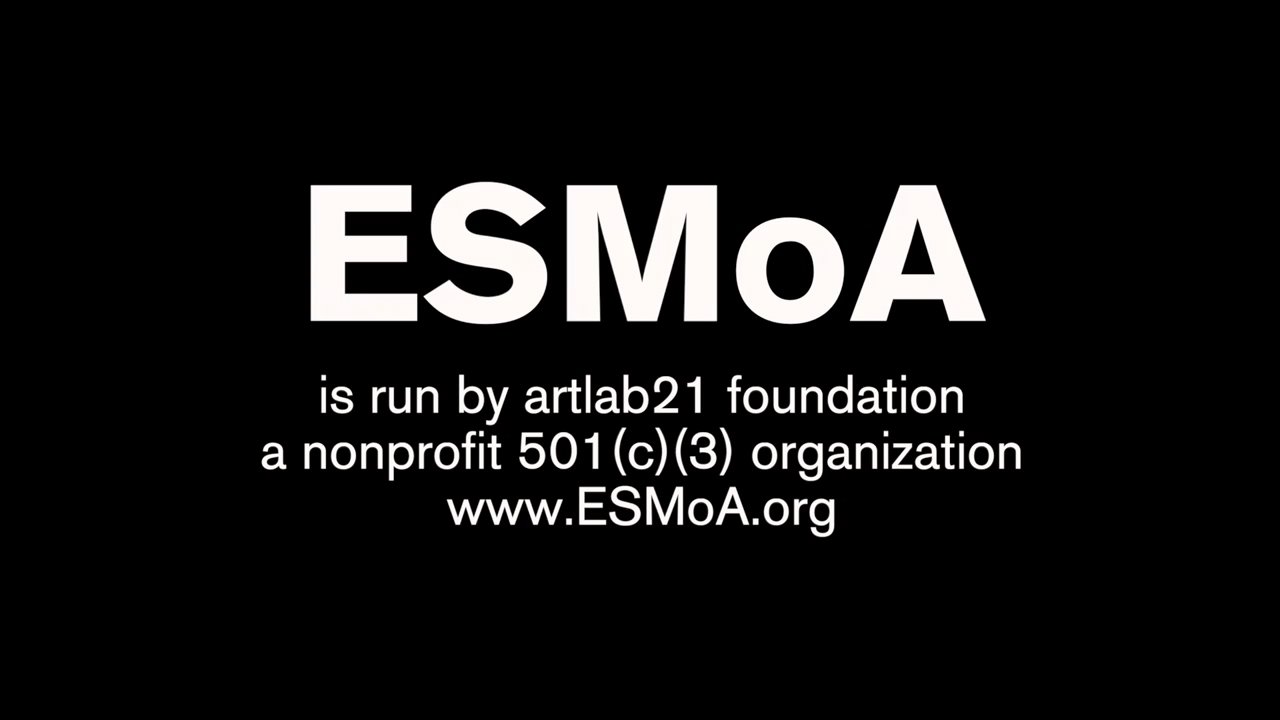 ESMoA
is run by artlab21 foundation
a nonprofit 501(c)(3) organization
www.ESMoA.org